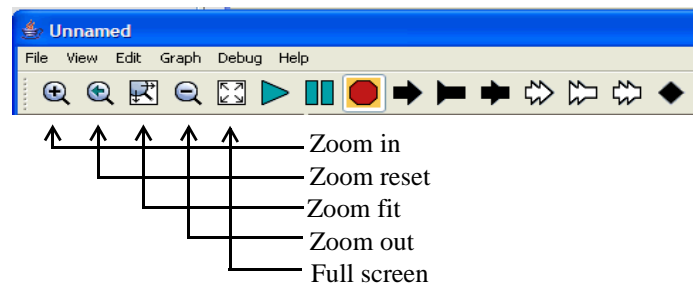 Unnamed
File View Edit Graph Debug Help
Zoom in
Zoom reset
Zoom fit
Zoom out
Full screen